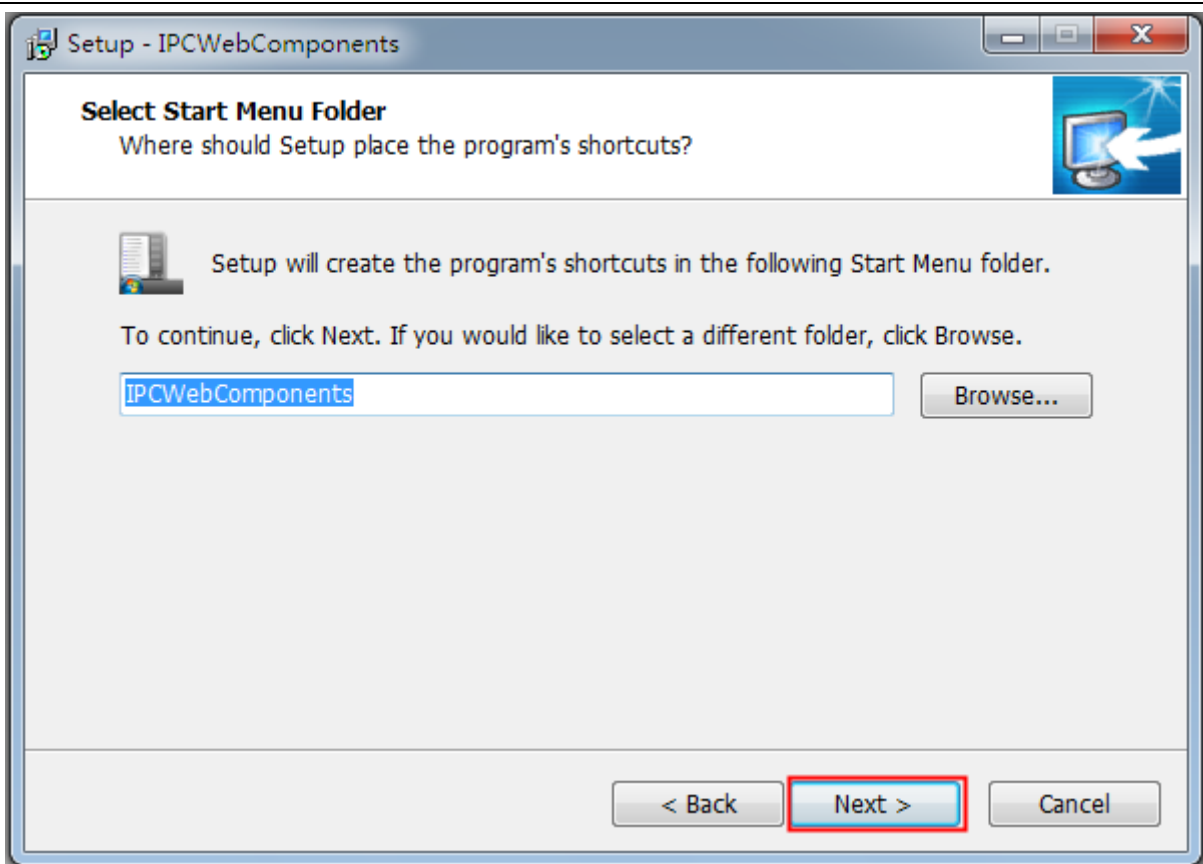 Setup - IPCWebComponents
Select Start Menu Folder
Where should Setup place the program's shortcuts?
Setup will create the program's shortcuts in the following Start Menu folder.
To continue, click Next. If you would like to select a different folder, click Browse.
IPCWebComponents
Browse...
< Back
Next >
Cancel